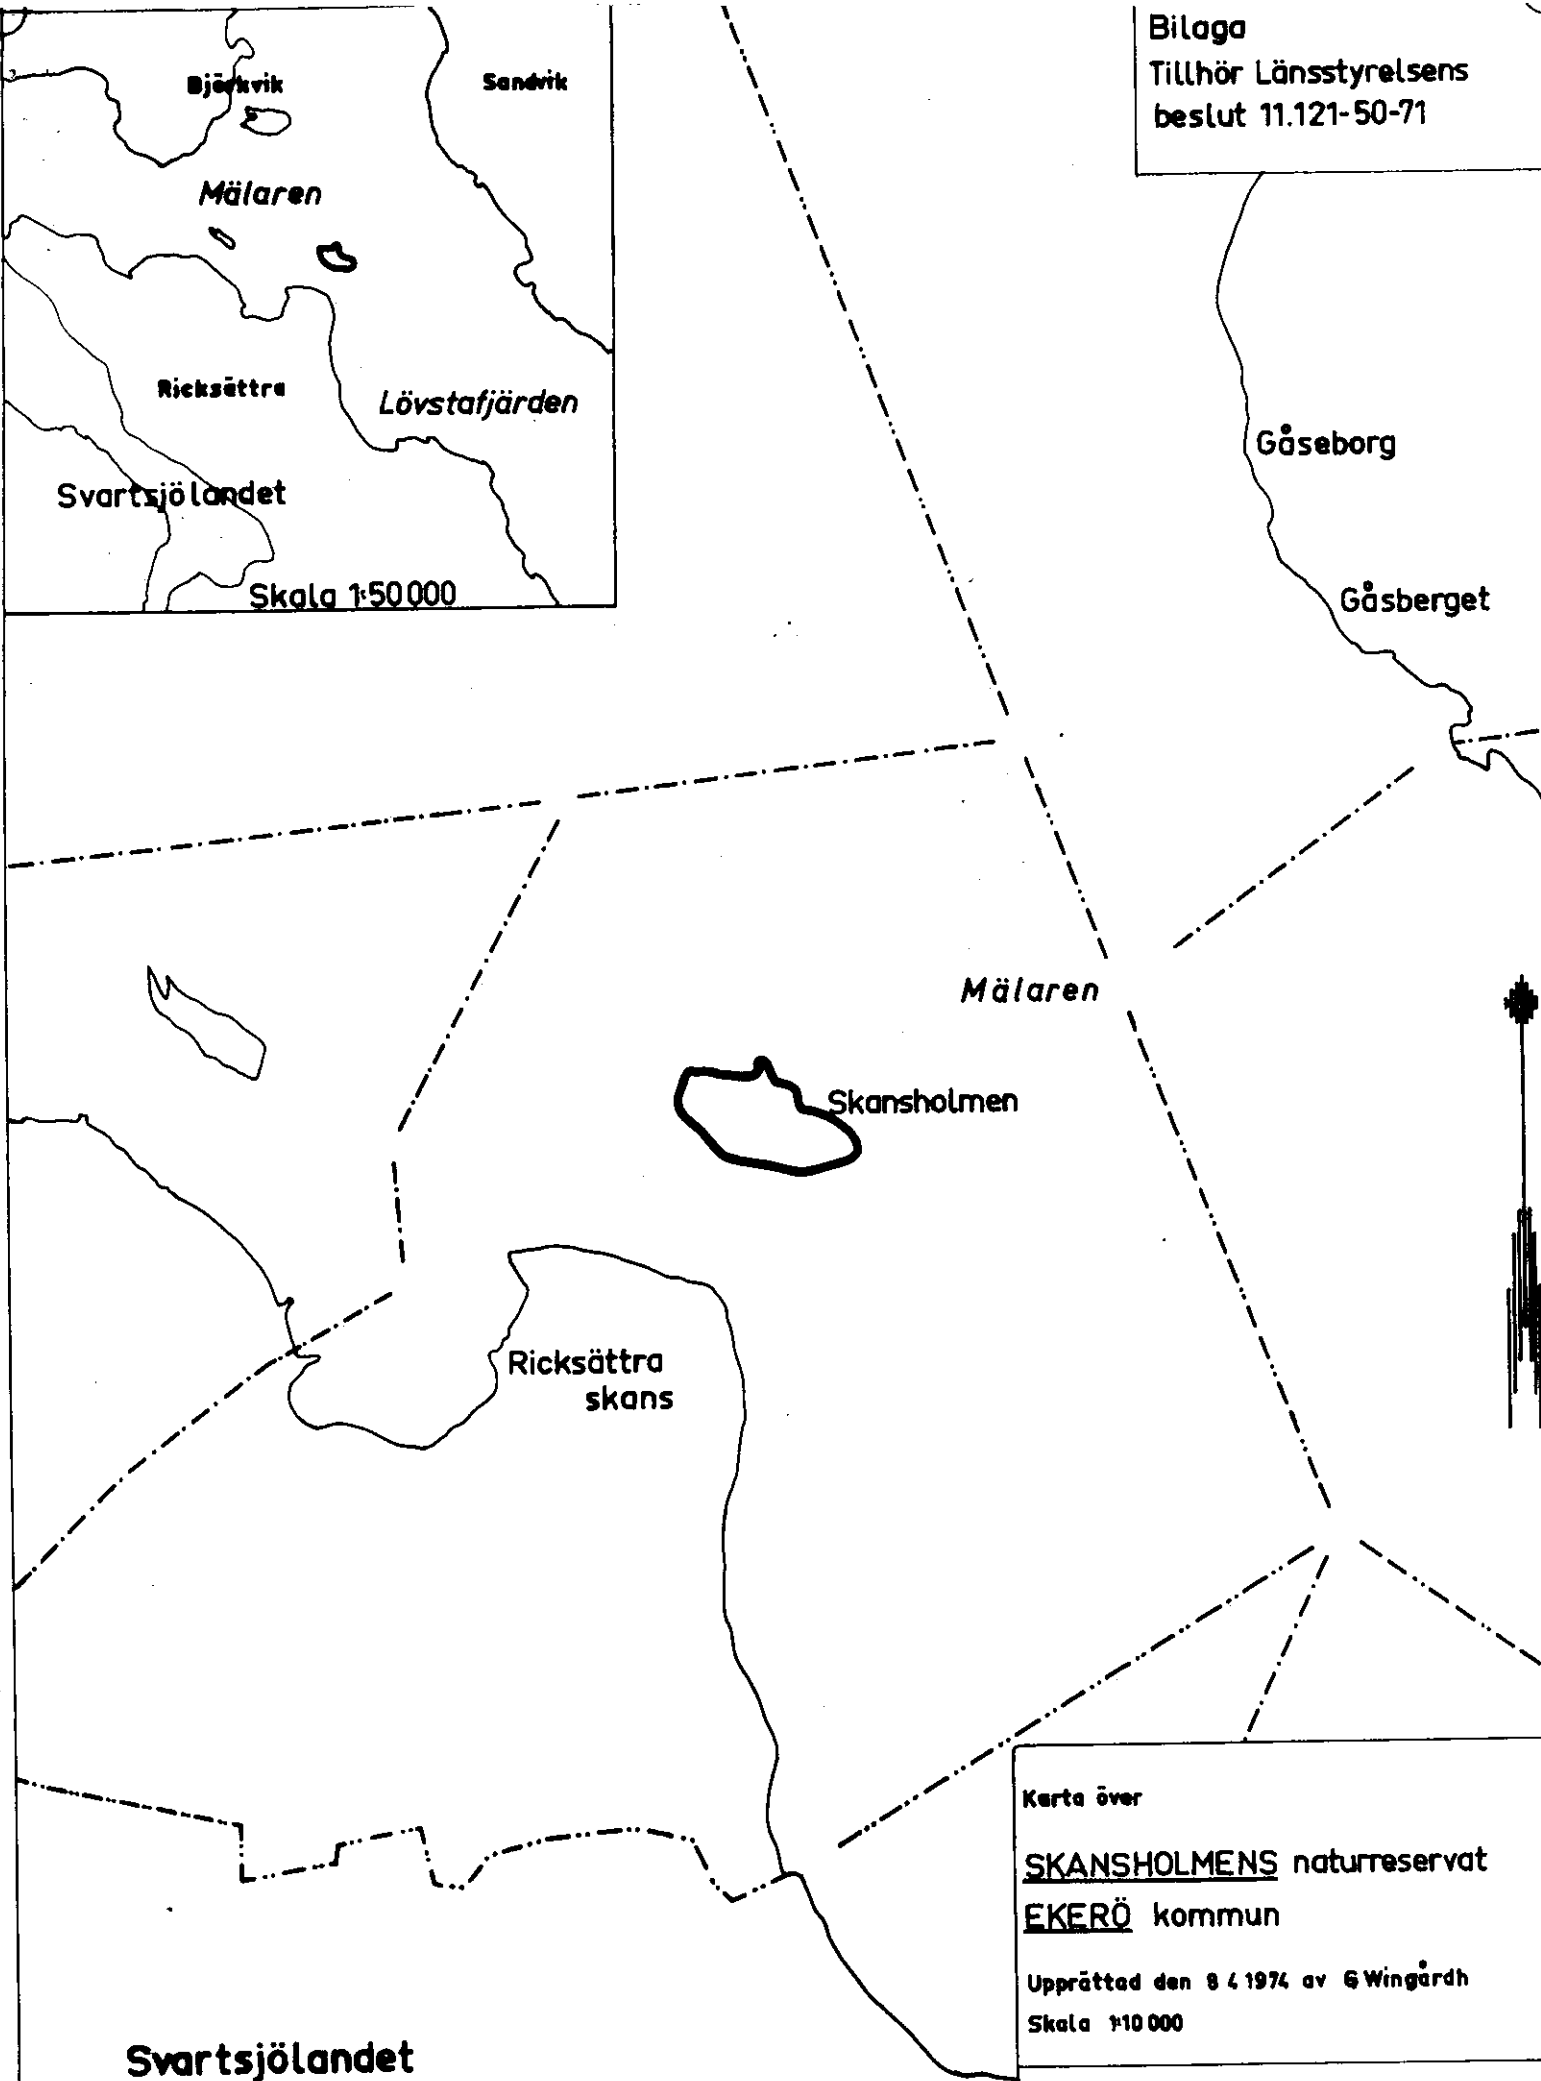 Björkvik
Sandvik
Mälaren
Ricksättra
Lövstafjärden
Svartsjölandet
Skala 1:50 000
Bilaga
Tillhör Länsstyrelsens
beslut 11.121-50-71
Gåseborg
Gåsberget
Mälaren
Skansholmen
Ricksättra
skans
Karta över
SKANSHOLMENS naturreservat
EKERÖ kommun
Upprättad den 8 4 1974 av G Wingårdh
Skala 1:10 000
Svartsjölandet